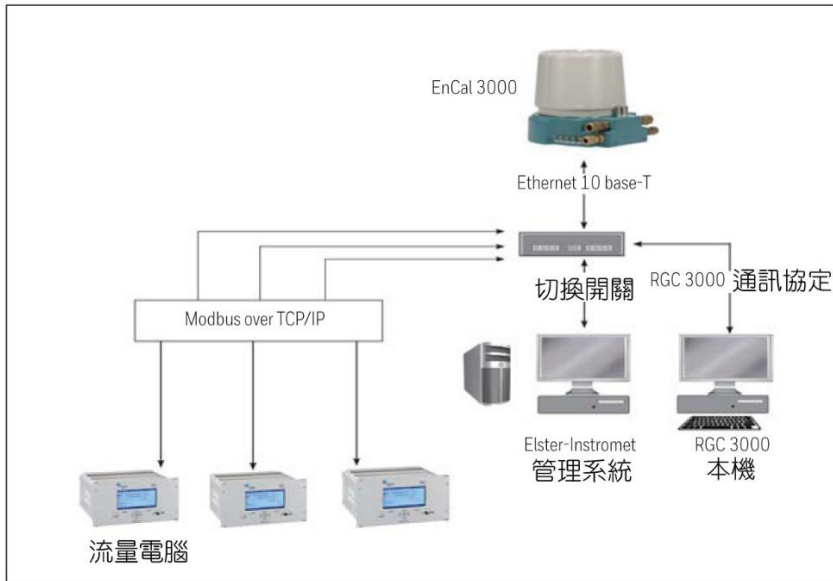 EnCal 3000
Ethernet 10 base-T
切換開關
RGC 3000 通訊協定
Modbus over TCP/IP
Elster-Instromet
管理系統
RGC 3000
本機
流量電腦